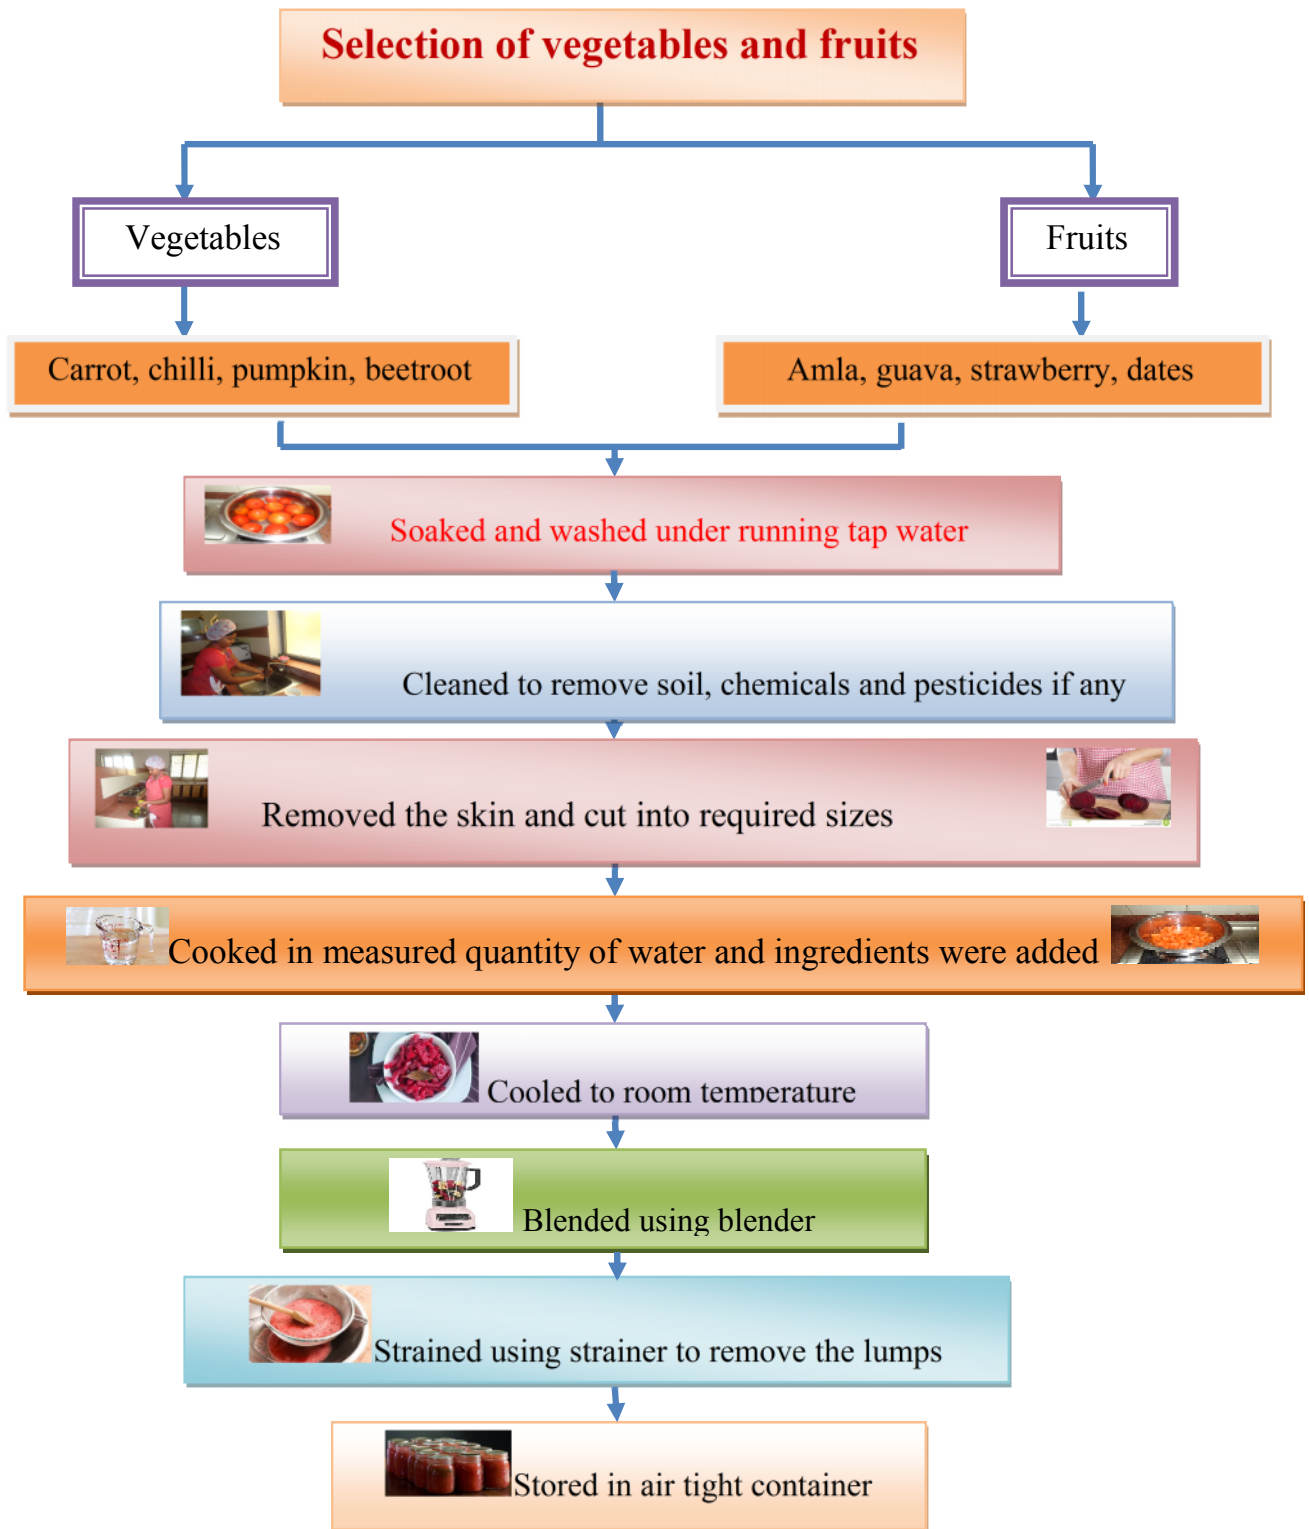 Selection of vegetables and fruits
Vegetables
Fruits
Carrot, chilli, pumpkin, beetroot
Amla, guava, strawberry, dates
Soaked and washed under running tap water
Cleaned to remove soil, chemicals and pesticides if any
Removed the skin and cut into required sizes
Cooked in measured quantity of water and ingredients were added
Cooled to room temperature
Blended using blender
Strained using strainer to remove the lumps
Stored in air tight container